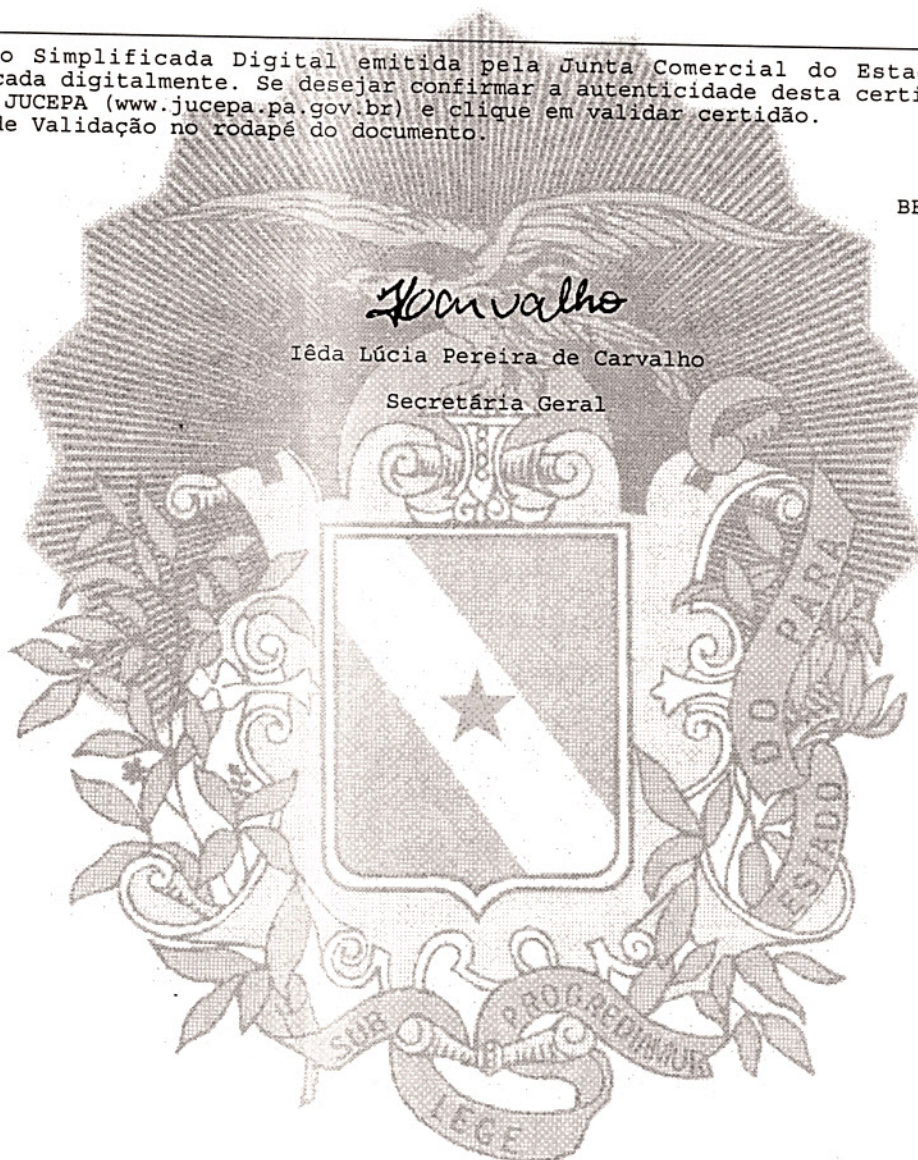 o Simplificada Digital emitida pela Junta Comercial do Esta
cada digitalmente. Se desejar confirmar a autenticidade desta certi
JUCEPA (www.jucepa.pa.gov.br) e clique em validar certidão.
de Validação no rodapé do documento.
BE
Iêda Lúcia Pereira de Carvalho
Secretária Geral
ESTADO DO PARA
SUB
LEGE
PROGREDIAMUR